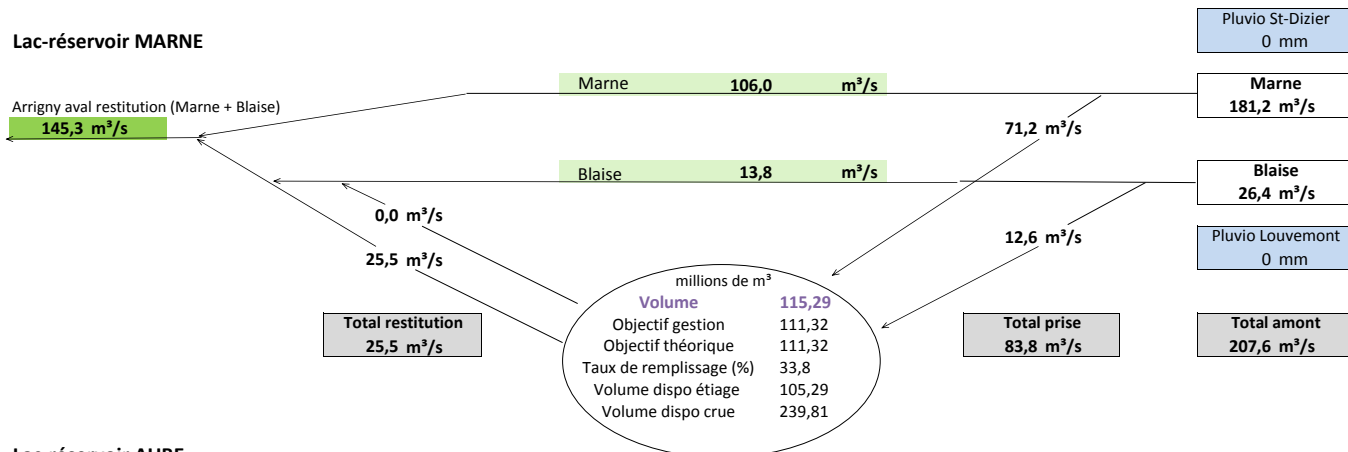 Pluvio St-Dizier
0 mm
Lac-réservoir MARNE
Marne 106,0 m³/s
Marne
181,2 m³/s
Arrigny aval restitution (Marne + Blaise)
145,3 m³/s
71,2 m³/s
Blaise 13,8 m³/s
Blaise
26,4 m³/s
0,0 m³/s
12,6 m³/s
25,5 m³/s
Pluvio Louvemont
0 mm
millions de m³
Volume 115,29
Objectif gestion 111,32
Objectif théorique 111,32
Taux de remplissage (%) 33,8
Volume dispo étiage 105,29
Volume dispo crue 239,81
Total restitution
25,5 m³/s
Total prise
83,8 m³/s
Total amont
207,6 m³/s